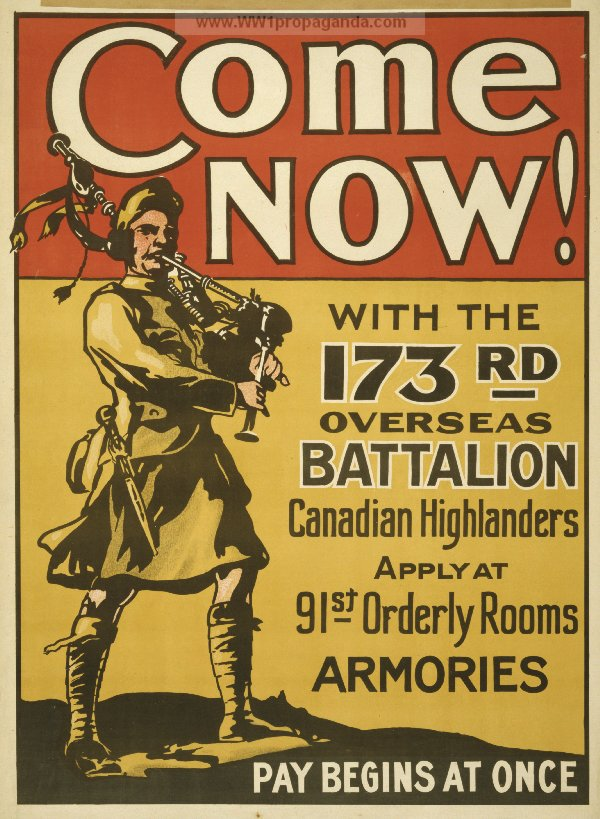 www.WW1propaganda.com
Come
NOW!
WITH THE
173RD
OVERSEAS
BATTALION
Canadian Highlanders
APPLY AT
91st Orderly Rooms
ARMORIES
PAY BEGINS AT ONCE